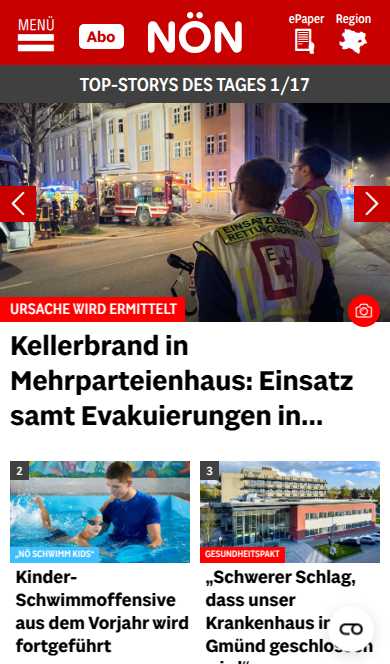 MENÜ
Abo
NÖN
ePaper
Region
TOP-STORYS DES TAGES 1/17
EINSATZLEITER
RETTUNGSDIENST
URSACHE WIRD ERMITTELT
Kellerbrand in
Mehrparteienhaus: Einsatz
samt Evakuierungen in...
2
„NÖ SCHWIMM KIDS“
Kinder-
Schwimmoffensive
aus dem Vorjahr wird
fortgeführt
3
GESUNDHEITSPAKT
„Schwerer Schlag,
dass unser
Krankenhaus in
Gmünd geschlossen
wird“